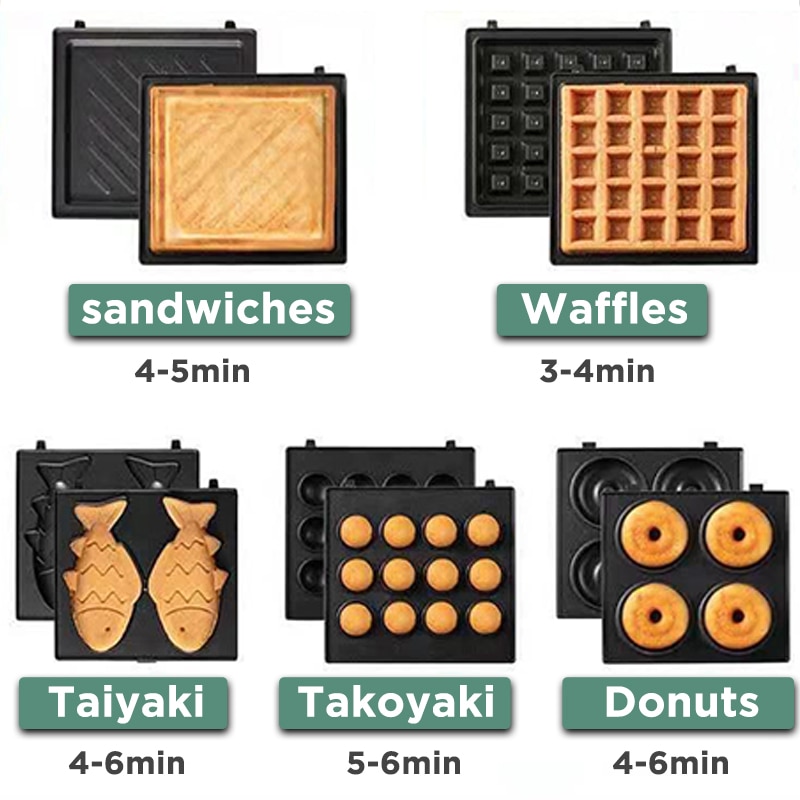 sandwiches
Waffles
4-5min
3-4min
Taiyaki
Takoyaki
Donuts
4-6min
5-6min
4-6min